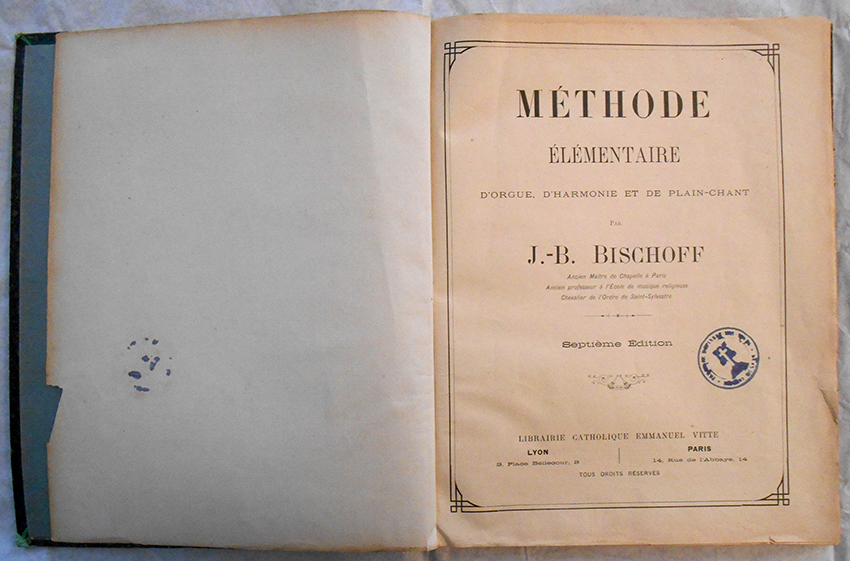 MÉTHODE
ÉLÉMENTAIRE
D'ORGUE, D'HARMONIE ET DE PLAIN-CHANT
PAR
J.-B. BISCHOFF
Ancien Maître de Chapelle à Paris
Ancien professeur à l'École de musique religieuse
Chevalier de l'Ordre de Saint-Sylvestre
Septième Édition
LIBRAIRIE CATHOLIQUE EMMANUEL VITTE
LYON
3, Place Bellecour, 3
PARIS
14, Rue de l'Abbaye, 14
TOUS DROITS RÉSERVÉS